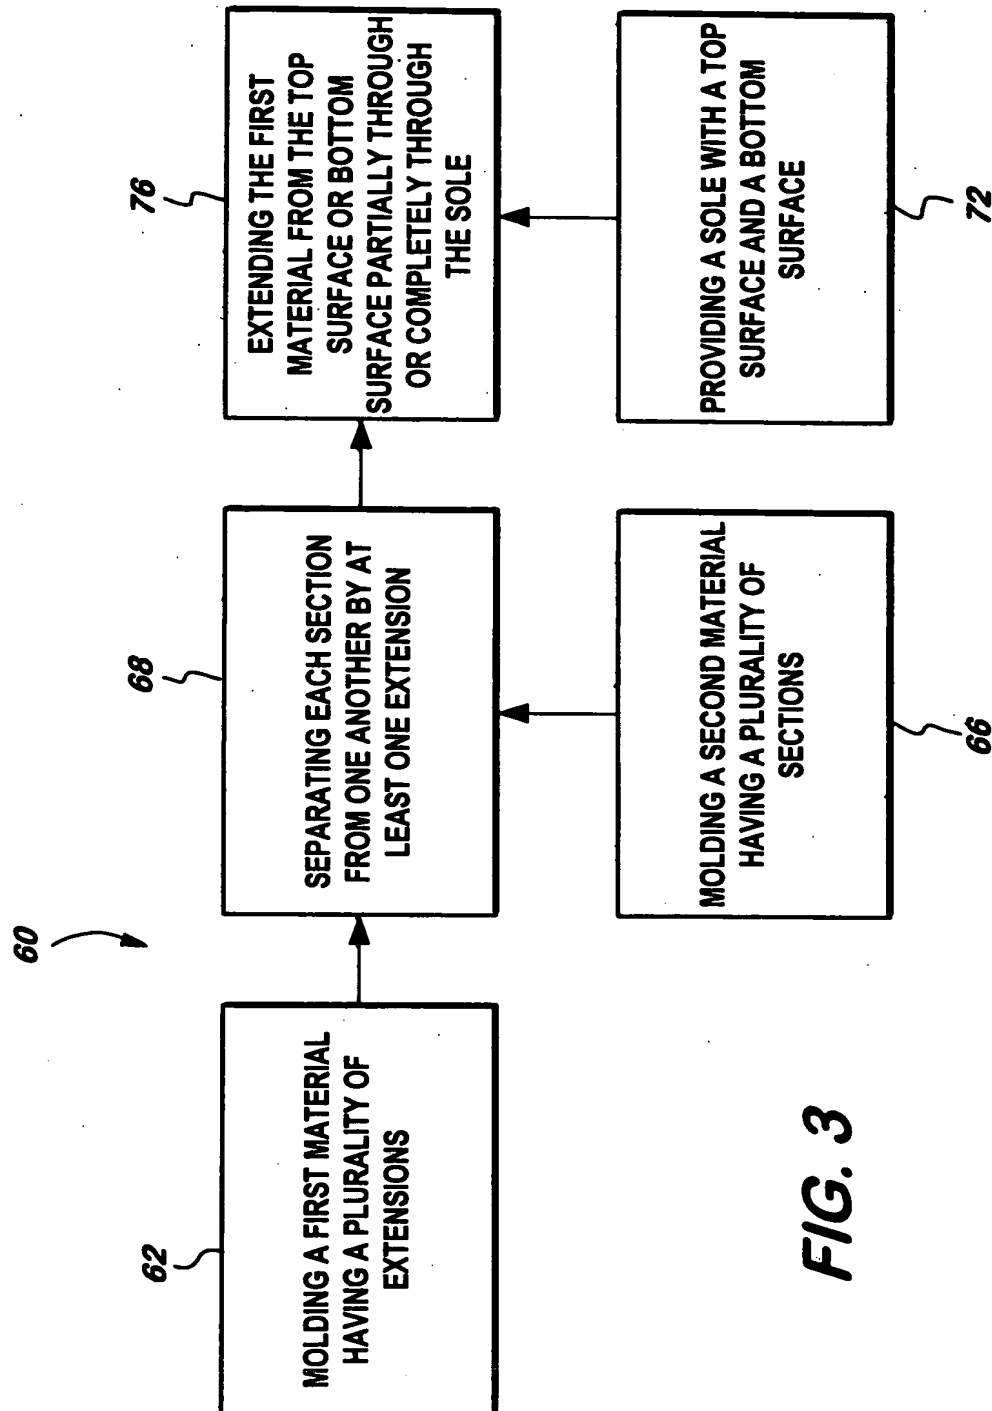 60
62
MOLDING A FIRST MATERIAL
HAVING A PLURALITY OF
EXTENSIONS
68
SEPARATING EACH SECTION
FROM ONE ANOTHER BY AT
LEAST ONE EXTENSION
76
EXTENDING THE FIRST
MATERIAL FROM THE TOP
SURFACE OR BOTTOM
SURFACE PARTIALLY THROUGH
OR COMPLETELY THROUGH
THE SOLE
MOLDING A SECOND MATERIAL
HAVING A PLURALITY OF
SECTIONS
66
PROVIDING A SOLE WITH A TOP
SURFACE AND A BOTTOM
SURFACE
72
FIG. 3